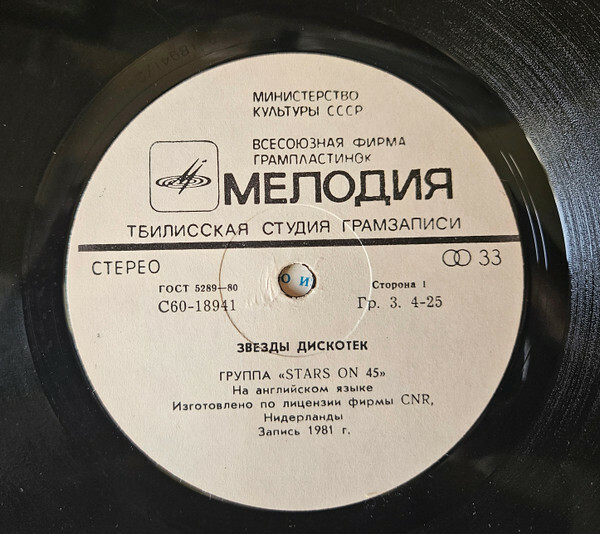 МИНИСТЕРСТВО
КУЛЬТУРЫ СССР
ВСЕСОЮЗНАЯ ФИРМА
ГРАМПЛАСТИНОК
МЕЛОДИЯ
ТБИЛИССКАЯ СТУДИЯ ГРАМЗАПИСИ
СТЕРЕО
33
ГОСТ 5289—80
Сторона 1
С60-18941
Гр. 3. 4-25
О И
ЗВЕЗДЫ ДИСКОТЕК
ГРУППА «STARS ON 45»
На английском языке
Изготовлено по лицензии фирмы CNR,
Нидерланды
Запись 1981 г.